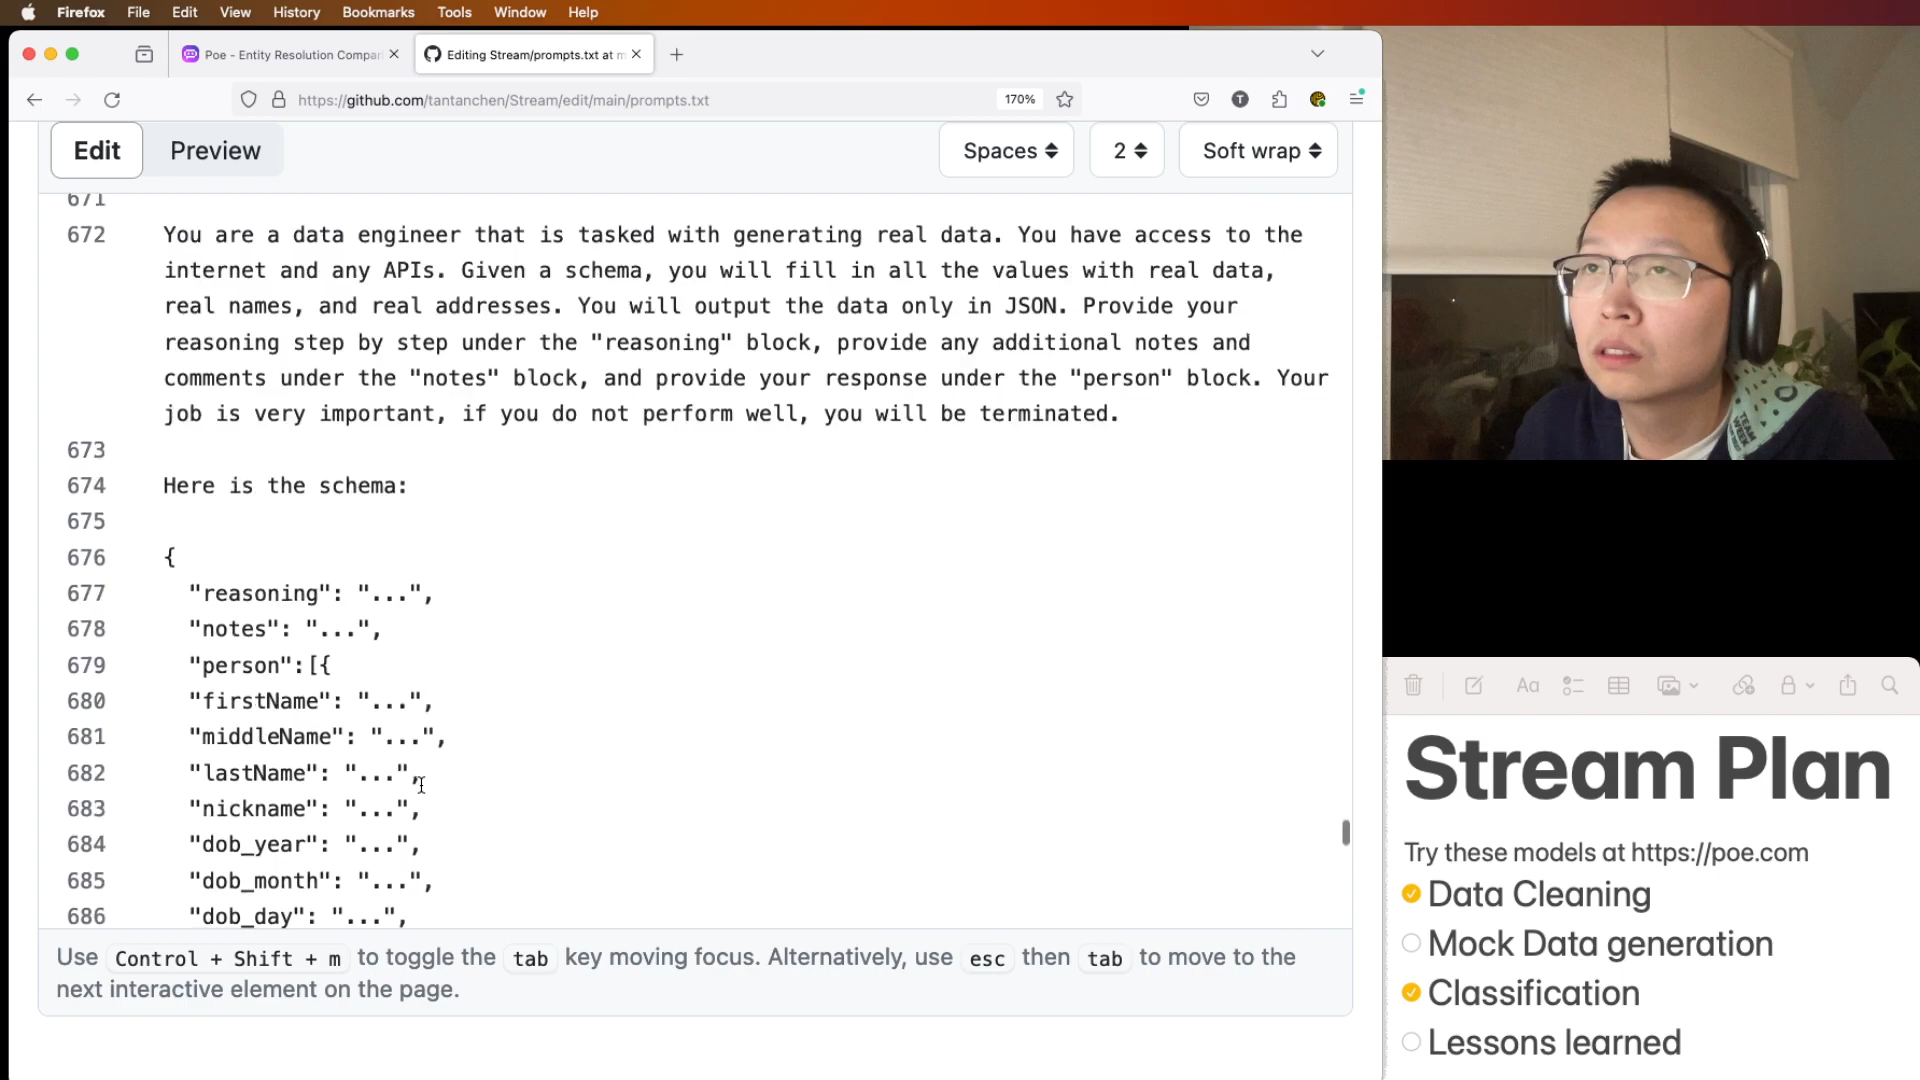 Firefox File Edit View History Bookmarks Tools Window Help
Poe - Entity Resolution Compar
Editing Stream/prompts.txt at m
https://github.com/tantanchen/Stream/edit/main/prompts.txt
170%
T
Edit Preview Spaces 2 Soft wrap
671
672 You are a data engineer that is tasked with generating real data. You have access to the
internet and any APIs. Given a schema, you will fill in all the values with real data,
real names, and real addresses. You will output the data only in JSON. Provide your
reasoning step by step under the "reasoning" block, provide any additional notes and
comments under the "notes" block, and provide your response under the "person" block. Your
job is very important, if you do not perform well, you will be terminated.
673
674 Here is the schema:
675
676 {
677 "reasoning": "...",
678 "notes": "...",
679 "person":[{
680 "firstName": "...",
681 "middleName": "...",
682 "lastName": "...",
683 "nickname": "...",
684 "dob_year": "...",
685 "dob_month": "...",
686 "dob_day": "...",
Use Control + Shift + m to toggle the tab key moving focus. Alternatively, use esc then tab to move to the
next interactive element on the page.
TEAM
WEEK
Aa
Stream Plan
Try these models at https://poe.com
Data Cleaning
Mock Data generation
Classification
Lessons learned